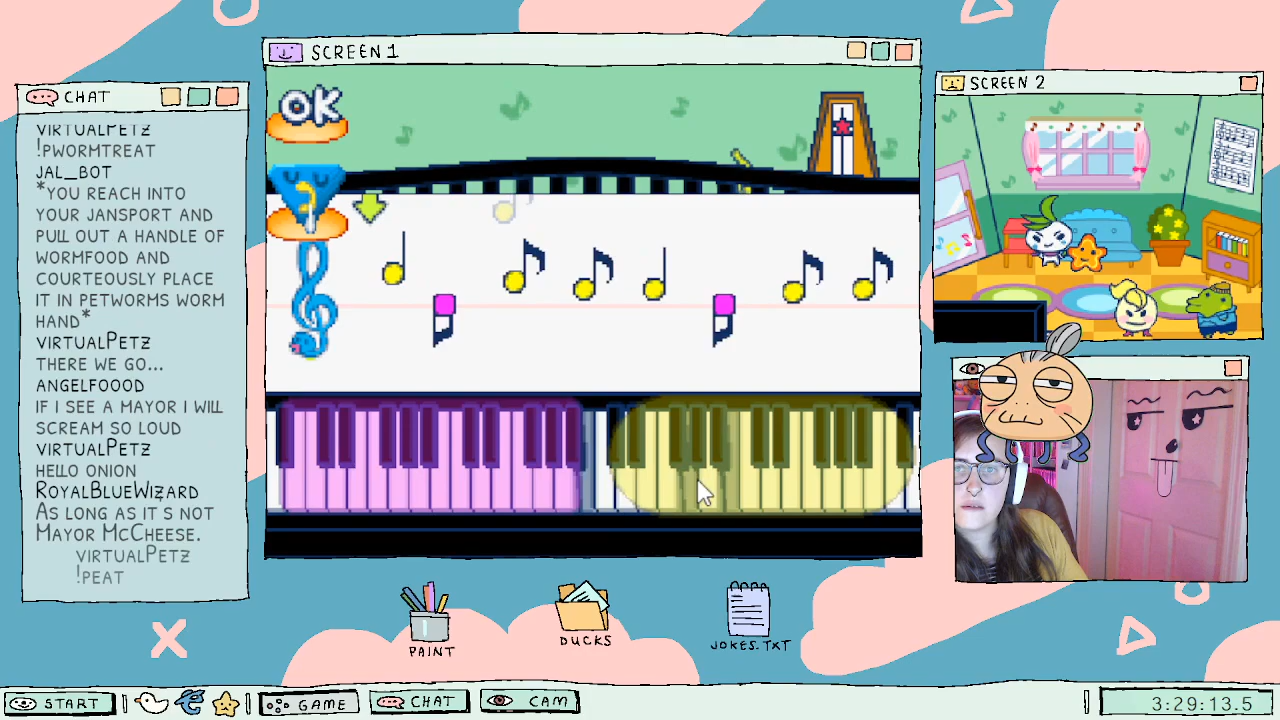 SCREEN 1
OK
CHAT
VIRTUALPETZ
!PWORMTREAT
JAL_BOT
*YOU REACH INTO
YOUR JANSPORT AND
PULL OUT A HANDLE OF
WORMFOOD AND
COURTEOUSLY PLACE
IT IN PETWORMS WORM
HAND*
VIRTUALPETZ
THERE WE GO...
ANGELFOOOD
IF I SEE A MAYOR I WILL
SCREAM SO LOUD
VIRTUALPETZ
HELLO ONION
ROYALBLUEWIZARD
AS LONG AS IT S NOT
MAYOR MCCHEESE.
VIRTUALPETZ
!PEAT
SCREEN 2
PAINT
DUCKS
JOKES.TXT
START
GAME
CHAT
CAM
3:29:13.5